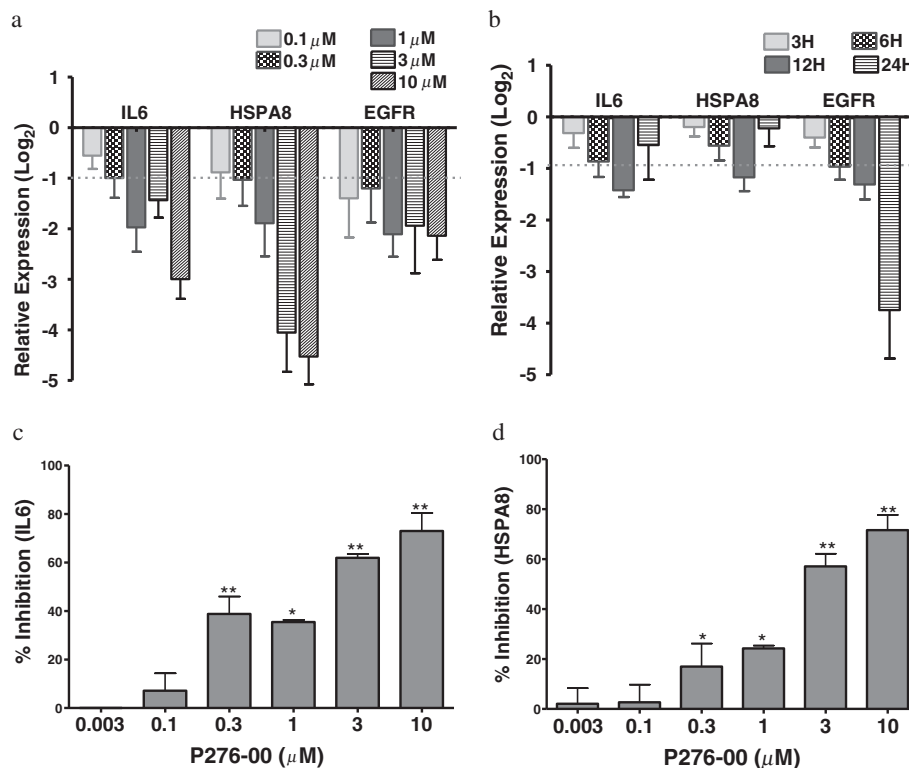 a
0.1 μM
0.3 μM
1 μM
3 μM
10 μM
Relative Expression (Log2)
1
0
-1
-2
-3
-4
-5
IL6
HSPA8
EGFR
b
3H
6H
12H
24H
Relative Expression (Log2)
1
0
-1
-2
-3
-4
-5
IL6
HSPA8
EGFR
c
% Inhibition (IL6)
100
80
60
40
20
0
**
*
**
**
0.003 0.1 0.3 1 3 10
P276-00 (μM)
d
% Inhibition (HSPA8)
100
80
60
40
20
0
*
*
**
**
0.003 0.1 0.3 1 3 10
P276-00 (μM)